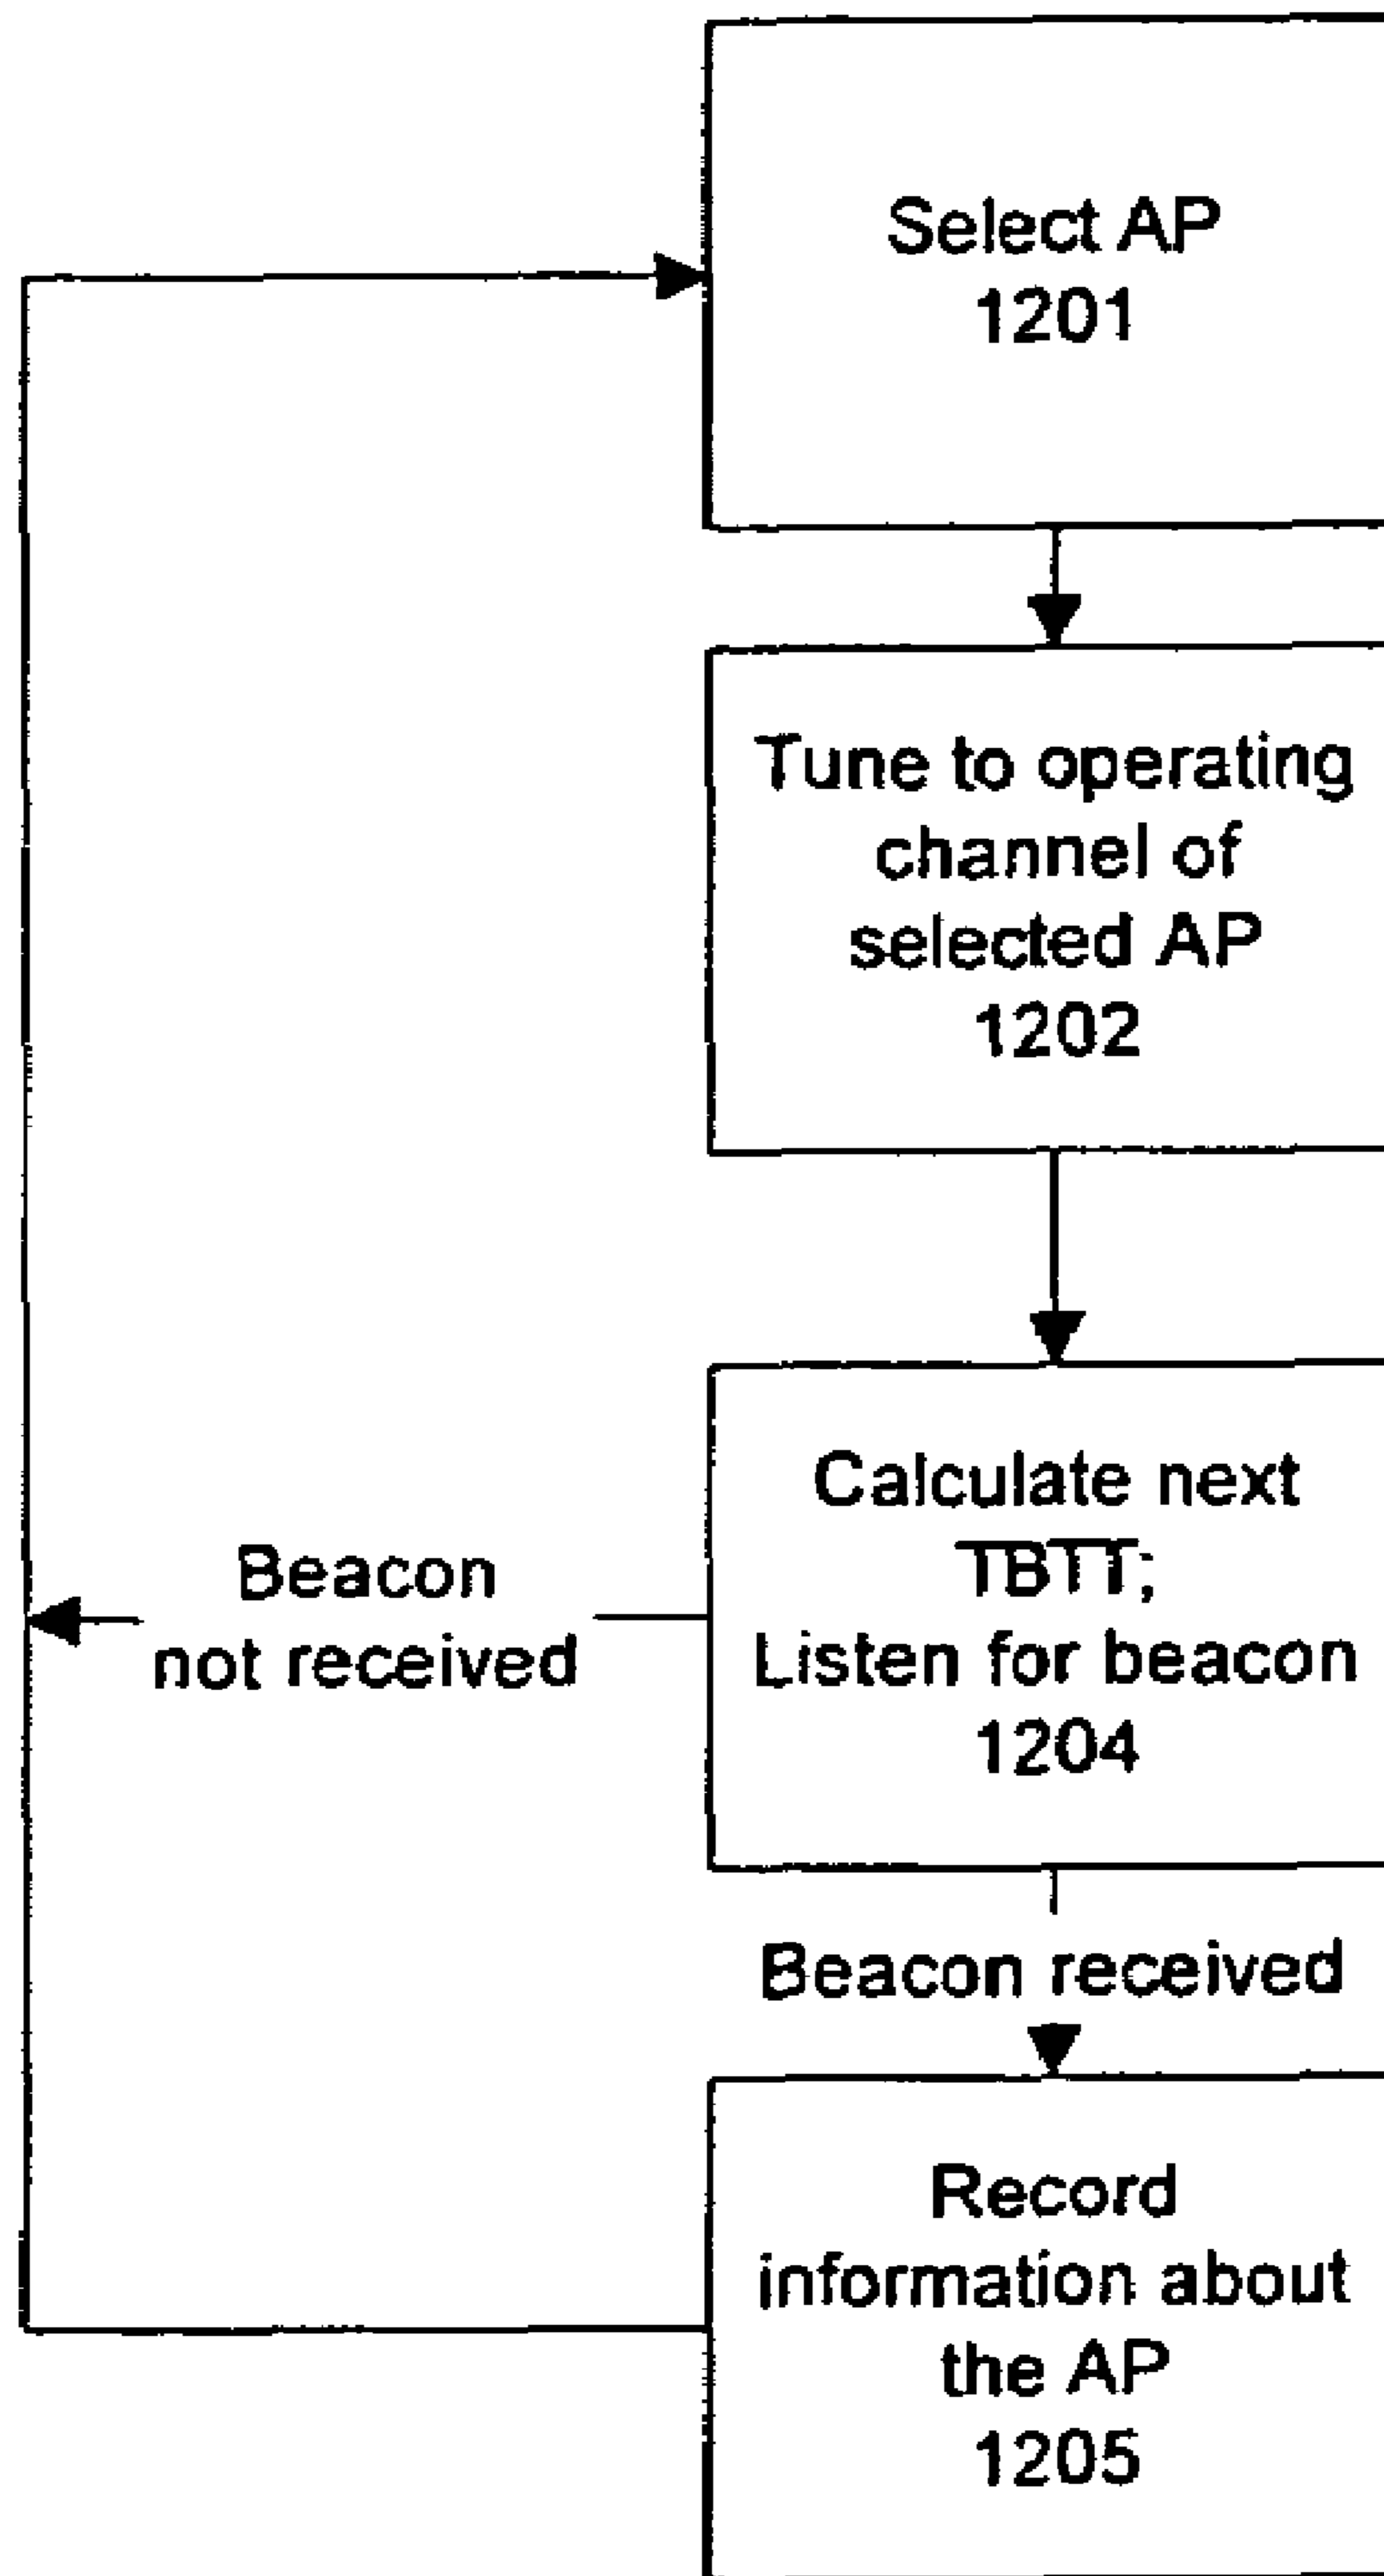 Select AP
1201
Tune to operating
channel of
selected AP
1202
Calculate next
TBTT;
Listen for beacon
1204
Beacon
not received
Beacon received
Record
information about
the AP
1205